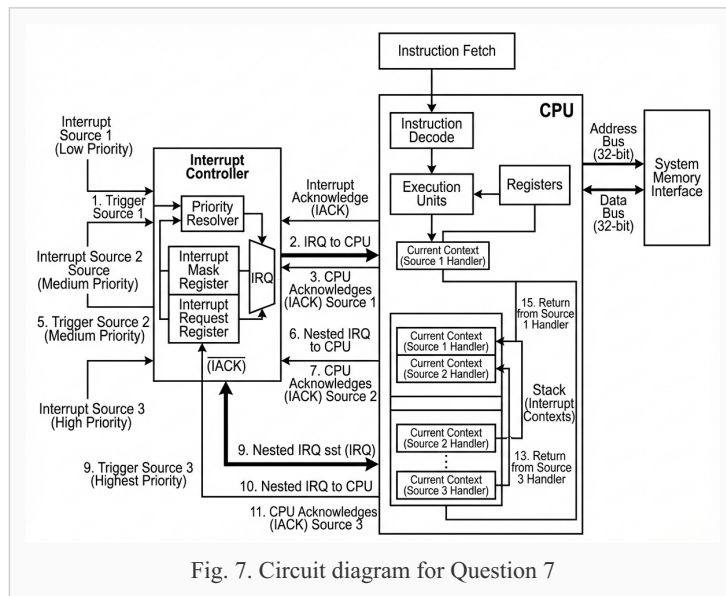 Instruction Fetch
CPU
Instruction
Decode
Execution
Units
Registers
Current Context
(Source 1 Handler)
Address
Bus
(32-bit)
Data
Bus
(32-bit)
System
Memory
Interface
Interrupt
Source 1
(Low Priority)
1. Trigger
Source 1
Interrupt Source 2
Source
(Medium Priority)
5. Trigger Source 2
(Medium Priority)
Interrupt Source 3
(High Priority)
9. Trigger Source 3
(Highest Priority)
Interrupt
Controller
Priority
Resolver
Interrupt
Mask
Register
Interrupt
Request
Register
IRQ
(IACK)
Interrupt
Acknowledge
(IACK)
2. IRQ to CPU
3. CPU
Acknowledges
(IACK) Source 1
6. Nested IRQ
to CPU
7. CPU
Acknowledges
(IACK) Source 2
9. Nested IRQ sst (IRQ)
10. Nested IRQ to CPU
11. CPU Acknowledges
(IACK) Source 3
15. Return
from Source
1 Handler
Current Context
(Source 1 Handler)
Current Context
(Source 2 Handler)
Stack
(Interrupt
Contexts)
Current Context
(Source 2 Handler)
13. Return
from Source
3 Handler
Current Context
(Source 3 Handler)
Fig. 7. Circuit diagram for Question 7